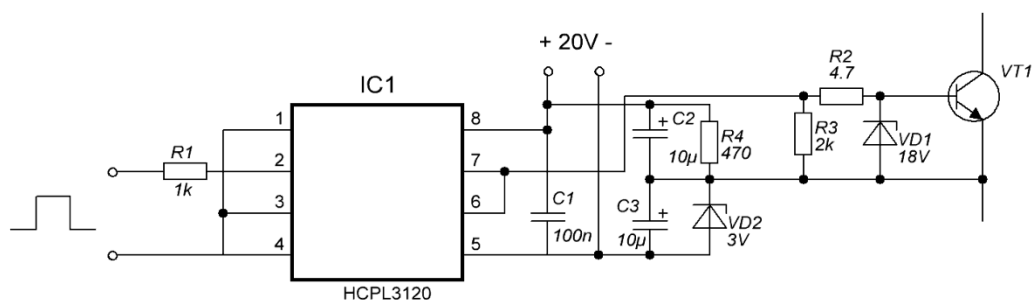 + 20V -
IC1
HCPL3120
1
2
3
4
8
7
6
5
R1
1k
C1
100n
C2
10µ
C3
10µ
R4
470
VD2
3V
R2
4.7
R3
2k
VD1
18V
VT1
+
+